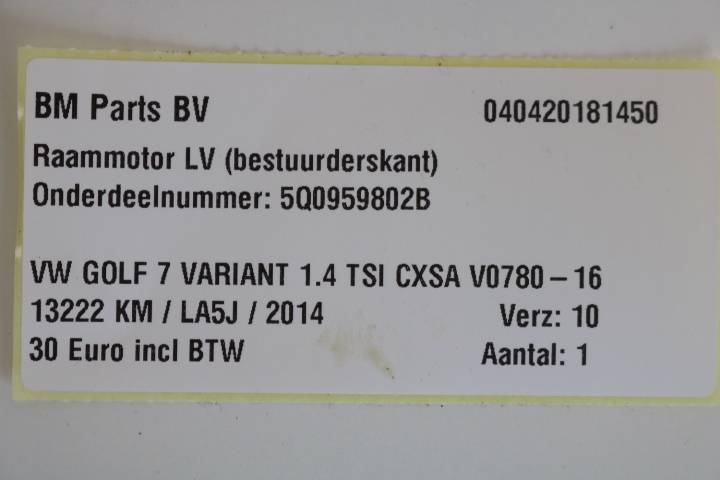 BM Parts BV 040420181450
Raammotor LV (bestuurderskant)
Onderdeelnummer: 5Q0959802B
VW GOLF 7 VARIANT 1.4 TSI CXSA V0780 – 16
13222 KM / LA5J / 2014 Verz: 10
30 Euro incl BTW Aantal: 1